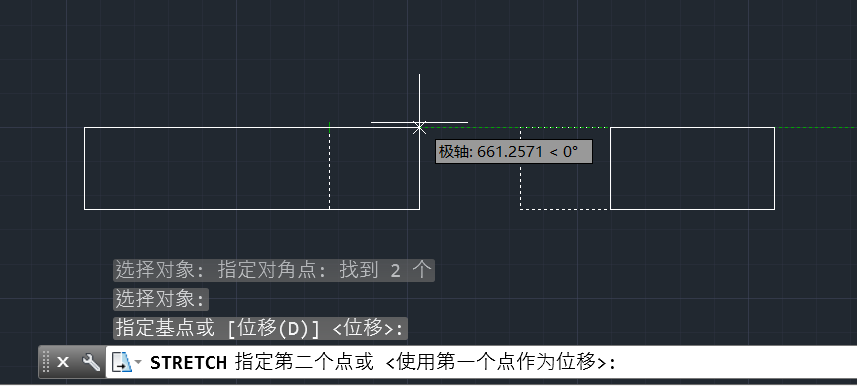 极轴: 661.2571 < 0°
选择对象: 指定对角点: 找到 2 个
选择对象:
指定基点或 [位移(D)] <位移>:
STRETCH 指定第二个点或 <使用第一个点作为位移>: